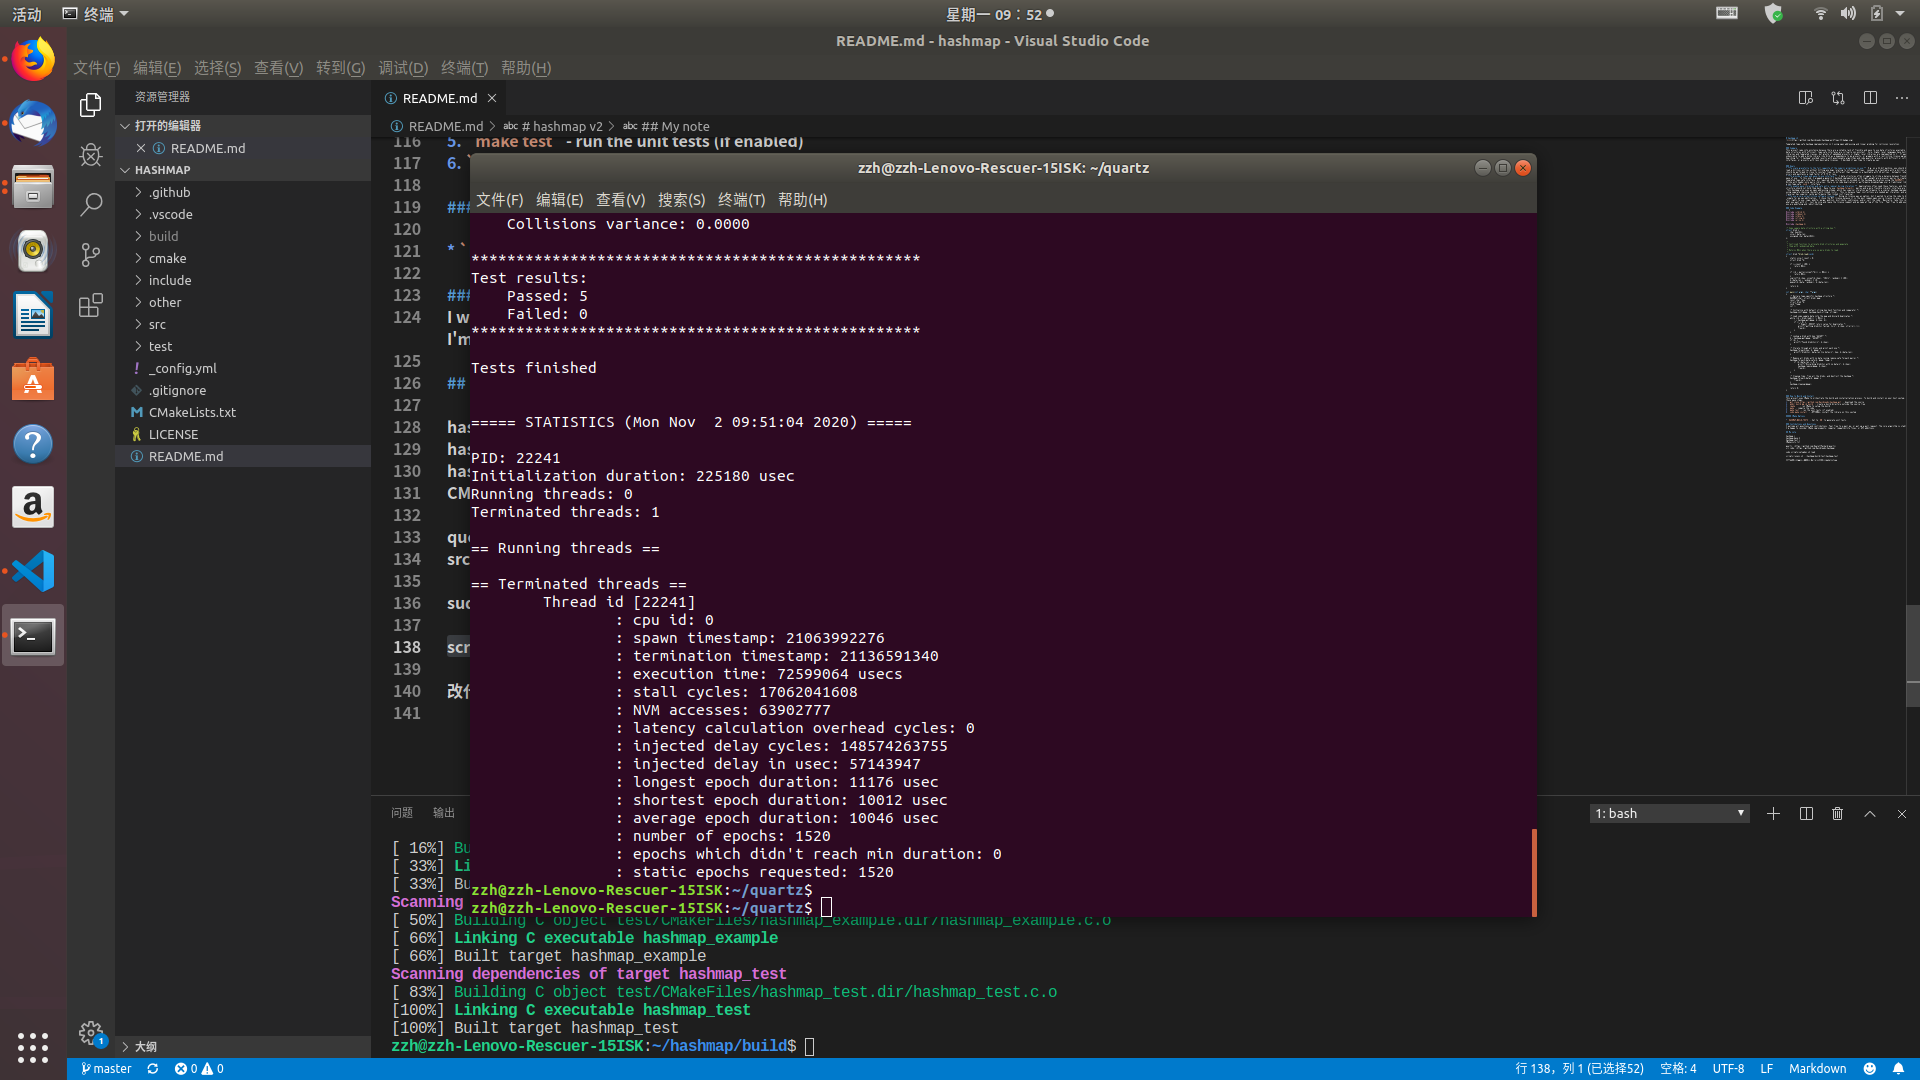 活动
终端
星期一 09：52
README.md - hashmap - Visual Studio Code
文件(F) 编辑(E) 选择(S) 查看(V) 转到(G) 调试(D) 终端(T) 帮助(H)
资源管理器
打开的编辑器
README.md
HASHMAP
.github
.vscode
build
cmake
include
other
src
test
_config.yml
.gitignore
CMakeLists.txt
LICENSE
README.md
大纲
README.md
README.md > # hashmap v2 > ## My note
116 5. `make test` - run the unit tests (if enabled)
117 6. `
118
119 ###
120
121 * `
122
123 ###
124 I w
I'm
125
126 ##
127
128 has
129 has
130 has
131 CM
132
133 que
134 src
135
136 suc
137
138 scr
139
140 改
141
zzh@zzh-Lenovo-Rescuer-15ISK: ~/quartz
文件(F) 编辑(E) 查看(V) 搜索(S) 终端(T) 帮助(H)
Collisions variance: 0.0000
**************************************************
Test results:
Passed: 5
Failed: 0
**************************************************
Tests finished
===== STATISTICS (Mon Nov  2 09:51:04 2020) =====
PID: 22241
Initialization duration: 225180 usec
Running threads: 0
Terminated threads: 1
== Running threads ==
== Terminated threads ==
Thread id [22241]
: cpu id: 0
: spawn timestamp: 21063992276
: termination timestamp: 21136591340
: execution time: 72599064 usecs
: stall cycles: 17062041608
: NVM accesses: 63902777
: latency calculation overhead cycles: 0
: injected delay cycles: 148574263755
: injected delay in usec: 57143947
: longest epoch duration: 11176 usec
: shortest epoch duration: 10012 usec
: average epoch duration: 10046 usec
: number of epochs: 1520
: epochs which didn't reach min duration: 0
: static epochs requested: 1520
zzh@zzh-Lenovo-Rescuer-15ISK:~/quartz$
zzh@zzh-Lenovo-Rescuer-15ISK:~/quartz$
问题 输出
1: bash
[ 16%] Bu
[ 33%] Li
[ 33%] Bu
Scanning
[ 50%] Building C object test/CMakeFiles/hashmap_example.dir/hashmap_example.c.o
[ 66%] Linking C executable hashmap_example
[ 66%] Built target hashmap_example
Scanning dependencies of target hashmap_test
[ 83%] Building C object test/CMakeFiles/hashmap_test.dir/hashmap_test.c.o
[100%] Linking C executable hashmap_test
[100%] Built target hashmap_test
zzh@zzh-Lenovo-Rescuer-15ISK:~/hashmap/build$
1
master
0 0
行 138，列 1 (已选择52) 空格: 4 UTF-8 LF Markdown